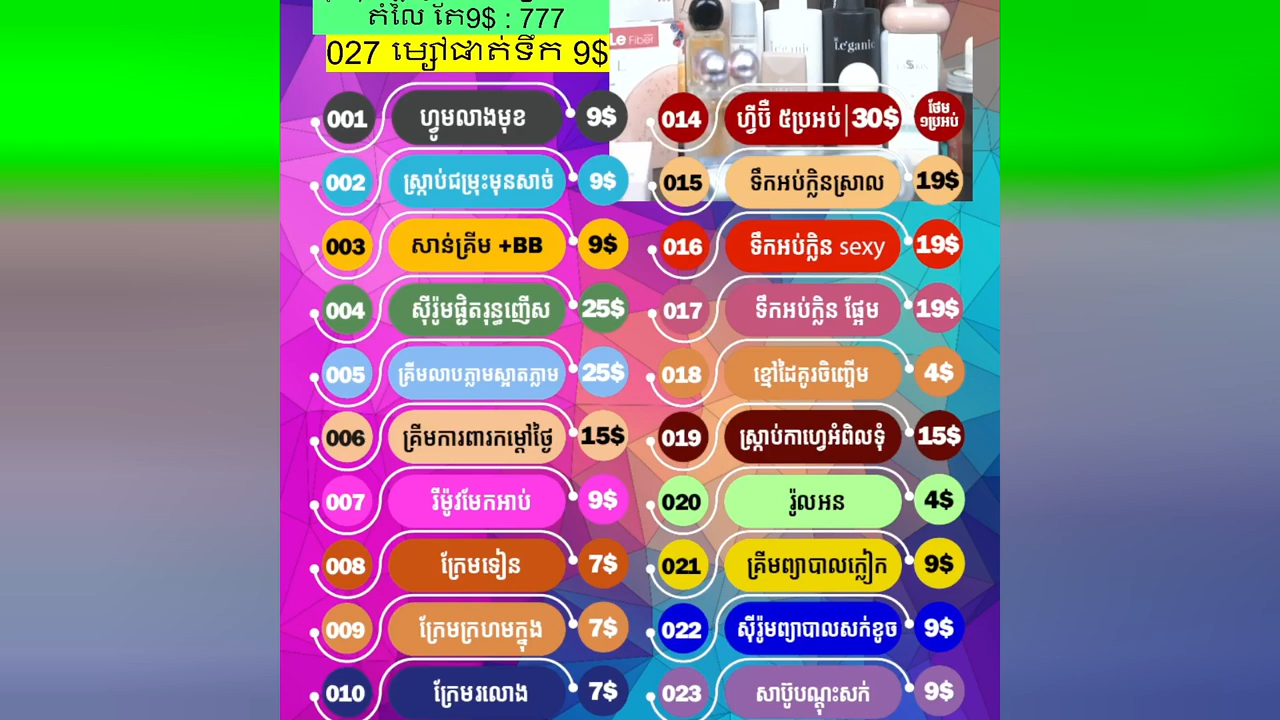 តំលៃ តែ9$ : 777
027 ម្សៅផាត់ទឹក 9$
Le Fiber
Le'ganic
001 ហ្វូមលាងមុខ 9$
002 ស្ក្រាប់ជម្រុះមុនសាច់ 9$
003 សាន់គ្រីម +BB 9$
004 ស៊ីរ៉ូមផ្ជិតរុន្ធញើស 25$
005 គ្រីមលាបភ្លាមស្អាតភ្លាម 25$
006 គ្រីមការពារកម្តៅថ្ងៃ 15$
007 រីម៉ូវមែកអាប់ 9$
008 ក្រែមទៀន 7$
009 ក្រែមក្រហមក្នុង 7$
010 ក្រែមរលោង 7$
014 ហ្វីប៊ឺ ៥ប្រអប់|30$ ថែម ១ប្រអប់
015 ទឹកអប់ក្លិនស្រាល 19$
016 ទឹកអប់ក្លិន sexy 19$
017 ទឹកអប់ក្លិន ផ្អែម 19$
018 ខ្មៅដៃគូរចិញ្ចើម 4$
019 ស្ក្រាប់កាហ្វេអំពិលទុំ 15$
020 រ៉ូលអន 4$
021 គ្រីមព្យាបាលក្លៀក 9$
022 ស៊ីរ៉ូមព្យាបាលសក់ខូច 9$
023 សាប៊ូបណ្តុះសក់ 9$